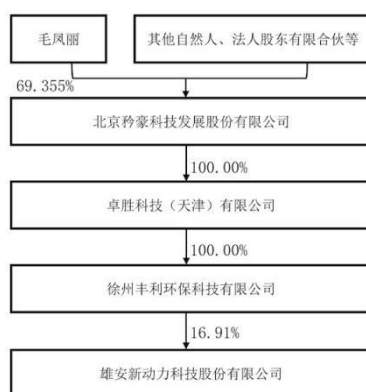 毛凤丽
其他自然人、法人股东有限合伙等
69.355%
北京矜豪科技发展股份有限公司
100.00%
卓胜科技（天津）有限公司
100.00%
徐州丰利环保科技有限公司
16.91%
雄安新动力科技股份有限公司